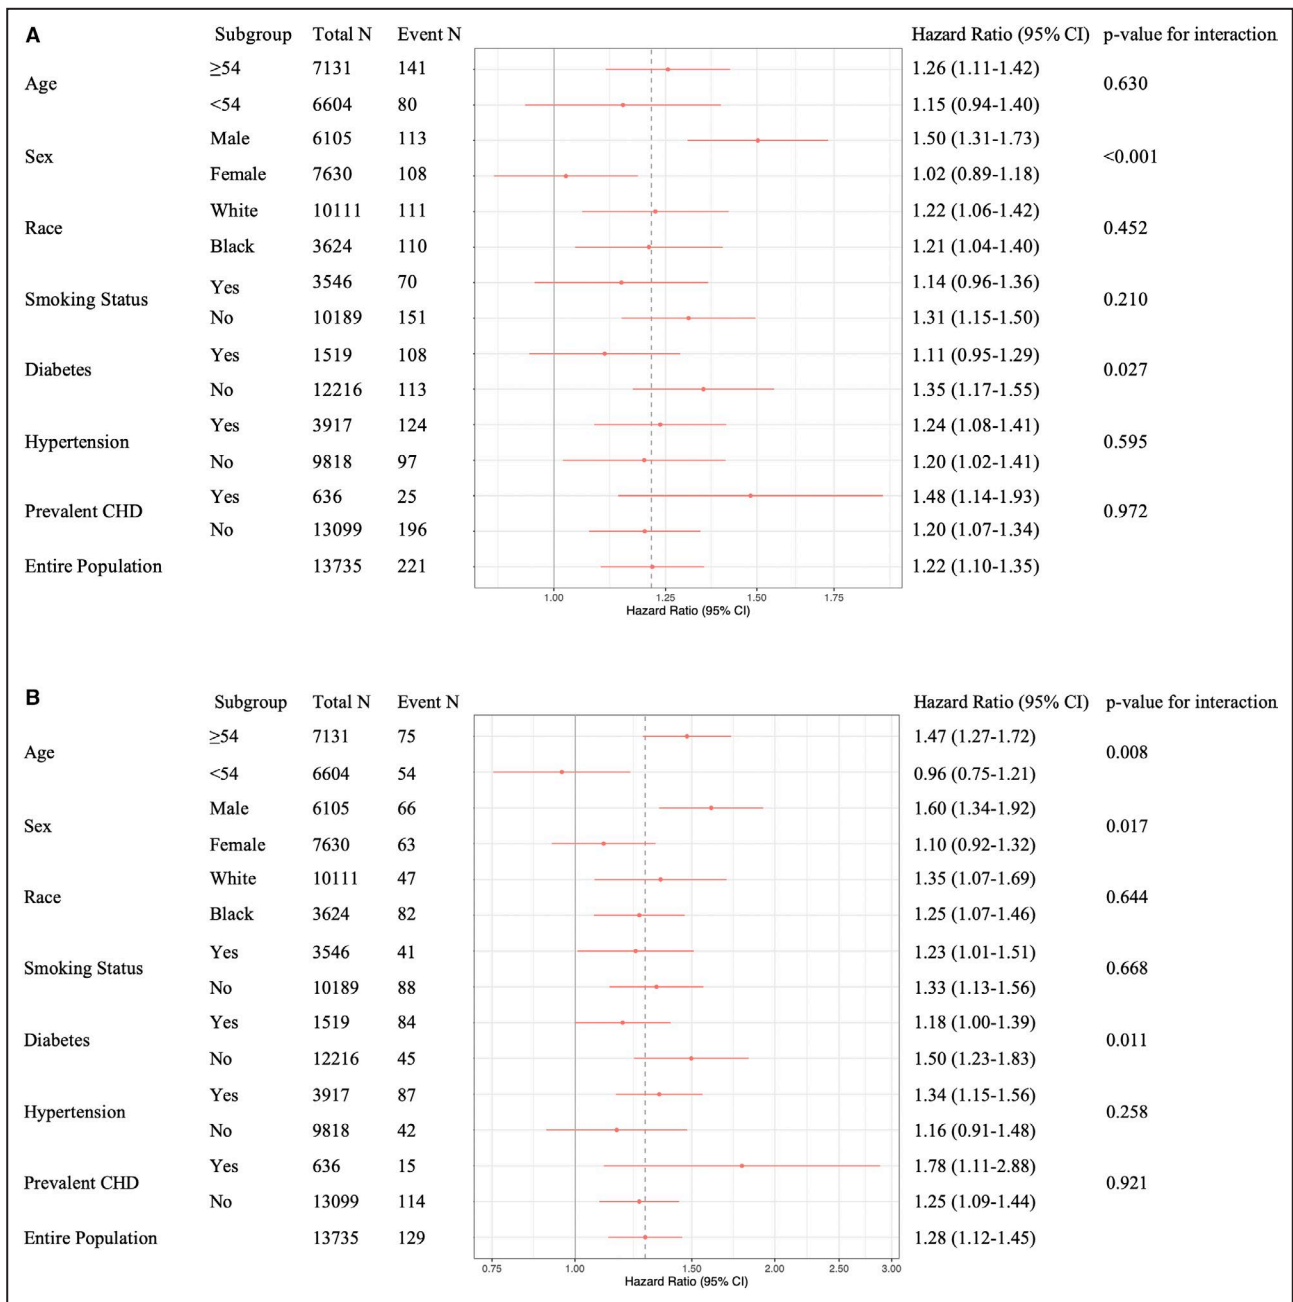 A
Subgroup Total N Event N Hazard Ratio (95% CI) p-value for interaction
≥54 7131 141 1.26 (1.11-1.42)
Age 0.630
<54 6604 80 1.15 (0.94-1.40)
Male 6105 113 1.50 (1.31-1.73)
Sex <0.001
Female 7630 108 1.02 (0.89-1.18)
White 10111 111 1.22 (1.06-1.42)
Race 0.452
Black 3624 110 1.21 (1.04-1.40)
Yes 3546 70 1.14 (0.96-1.36)
Smoking Status 0.210
No 10189 151 1.31 (1.15-1.50)
Yes 1519 108 1.11 (0.95-1.29)
Diabetes 0.027
No 12216 113 1.35 (1.17-1.55)
Yes 3917 124 1.24 (1.08-1.41)
Hypertension 0.595
No 9818 97 1.20 (1.02-1.41)
Yes 636 25 1.48 (1.14-1.93)
Prevalent CHD 0.972
No 13099 196 1.20 (1.07-1.34)
Entire Population 13735 221 1.22 (1.10-1.35)
1.00 1.25 1.50 1.75
Hazard Ratio (95% CI)
B
Subgroup Total N Event N Hazard Ratio (95% CI) p-value for interaction
≥54 7131 75 1.47 (1.27-1.72)
Age 0.008
<54 6604 54 0.96 (0.75-1.21)
Male 6105 66 1.60 (1.34-1.92)
Sex 0.017
Female 7630 63 1.10 (0.92-1.32)
White 10111 47 1.35 (1.07-1.69)
Race 0.644
Black 3624 82 1.25 (1.07-1.46)
Yes 3546 41 1.23 (1.01-1.51)
Smoking Status 0.668
No 10189 88 1.33 (1.13-1.56)
Yes 1519 84 1.18 (1.00-1.39)
Diabetes 0.011
No 12216 45 1.50 (1.23-1.83)
Yes 3917 87 1.34 (1.15-1.56)
Hypertension 0.258
No 9818 42 1.16 (0.91-1.48)
Yes 636 15 1.78 (1.11-2.88)
Prevalent CHD 0.921
No 13099 114 1.25 (1.09-1.44)
Entire Population 13735 129 1.28 (1.12-1.45)
0.75 1.00 1.50 2.00 2.50 3.00
Hazard Ratio (95% CI)